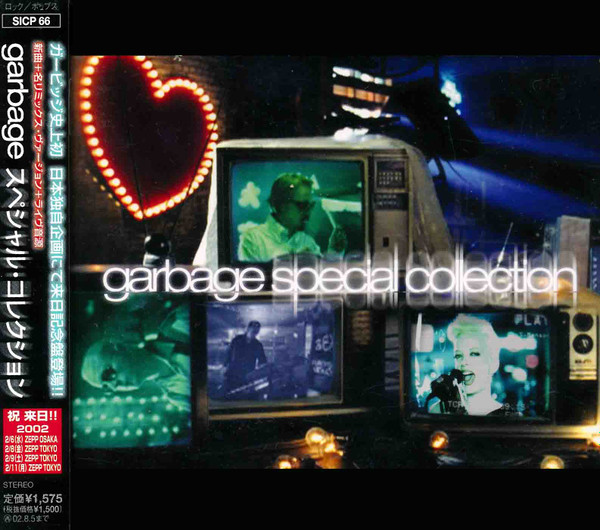 ロック/ポップス
SICP 66
garbage スペシャル・コレクション
ガービッジ史上初 日本独自企画にて来日記念盤登場!!
新曲+名リミックス・ヴァージョン+ライヴ音源
祝 来日!!
2002
2/6(水) ZEPP OSAKA
2/8(金) ZEPP TOKYO
2/9(土) ZEPP TOKYO
2/11(月) ZEPP TOKYO
STEREO
定価¥1,575
(税抜価格¥1,500)
02.8.5まで
garbage special collection
PLAY